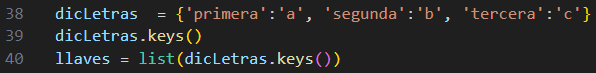 38 dicLetras  = {'primera':'a', 'segunda':'b', 'tercera':'c'}
39 dicLetras.keys()
40 llaves = list(dicLetras.keys())